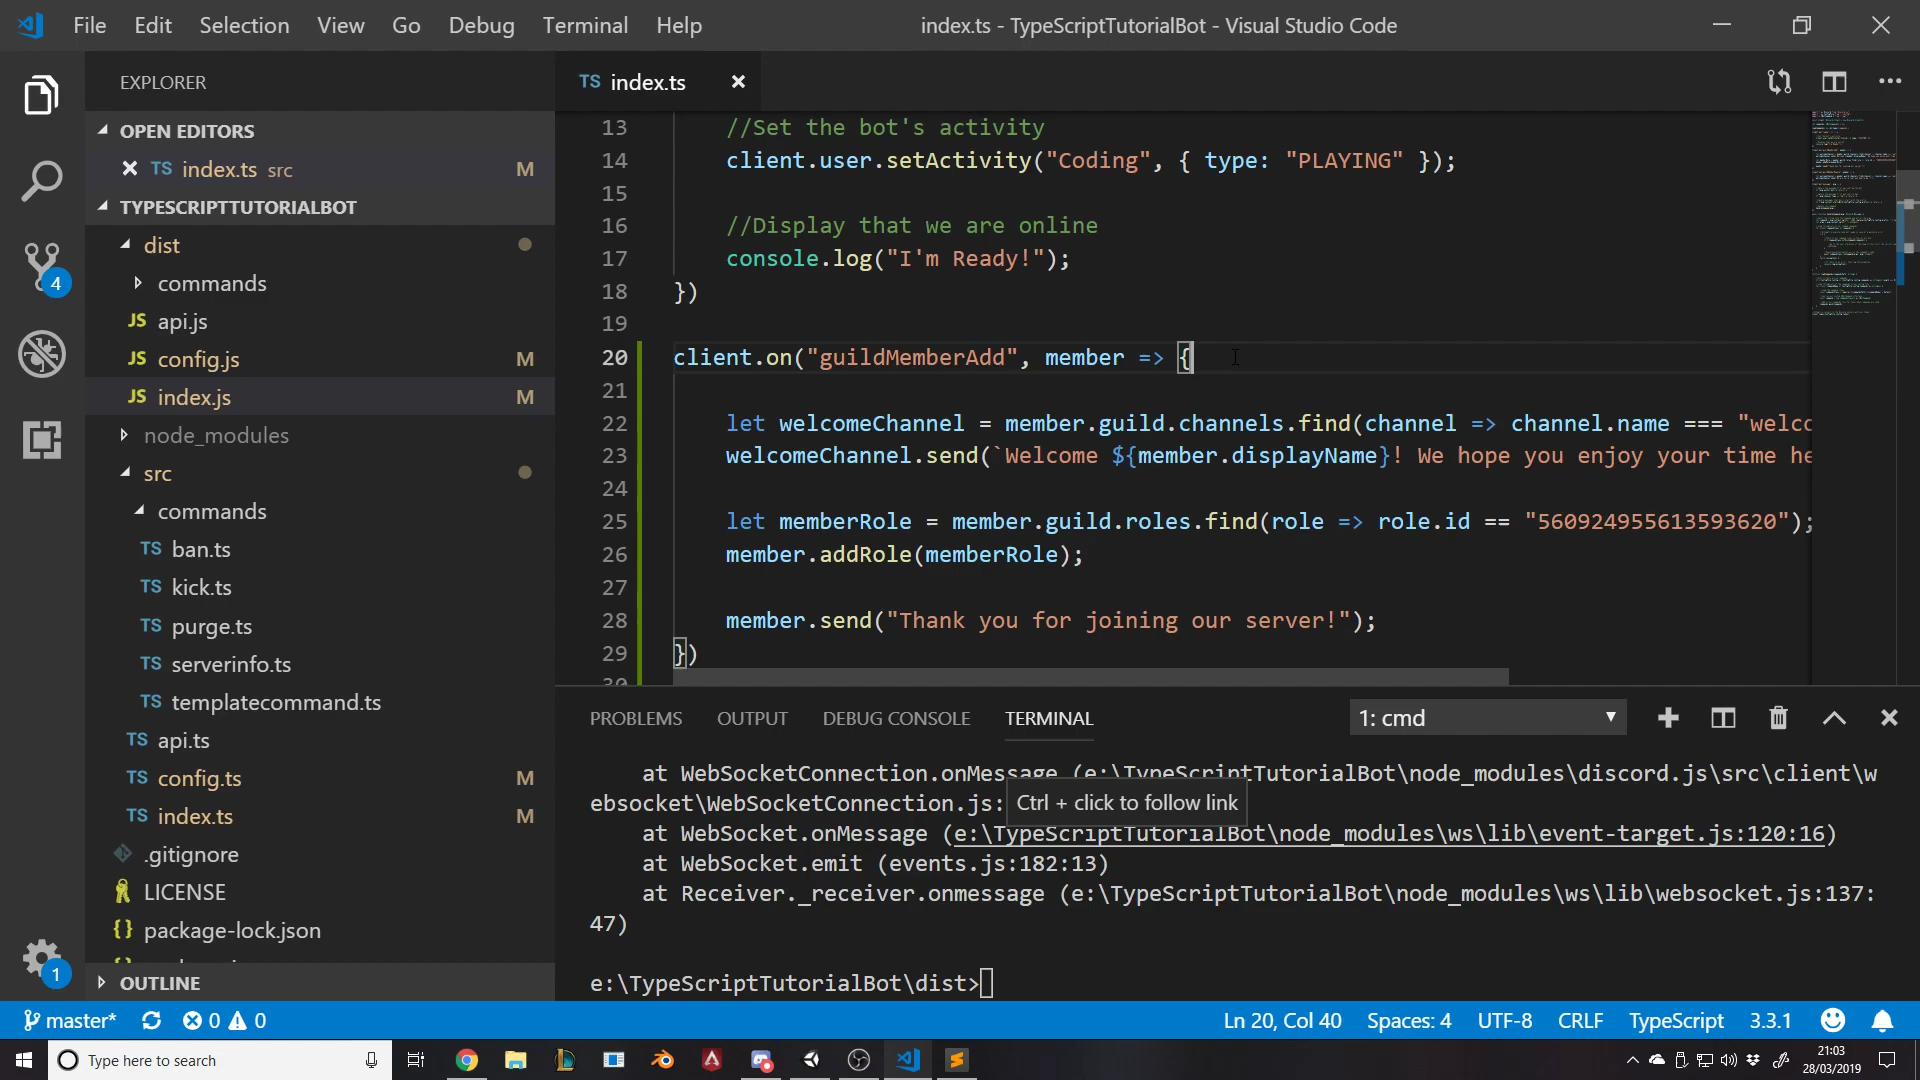 File Edit Selection View Go Debug Terminal Help
index.ts - TypeScriptTutorialBot - Visual Studio Code
EXPLORER
OPEN EDITORS
TS index.ts src M
TYPESCRIPTTUTORIALBOT
dist
commands
JS api.js
JS config.js M
JS index.js M
node_modules
src
commands
TS ban.ts
TS kick.ts
TS purge.ts
TS serverinfo.ts
TS templatecommand.ts
TS api.ts
TS config.ts M
TS index.ts M
.gitignore
LICENSE
{} package-lock.json
OUTLINE
4
1
TS index.ts
13 //Set the bot's activity
14 client.user.setActivity("Coding", { type: "PLAYING" });
15
16 //Display that we are online
17 console.log("I'm Ready!");
18 })
19
20 client.on("guildMemberAdd", member => {
21
22 let welcomeChannel = member.guild.channels.find(channel => channel.name === "welc
23 welcomeChannel.send(`Welcome ${member.displayName}! We hope you enjoy your time he
24
25 let memberRole = member.guild.roles.find(role => role.id == "560924955613593620");
26 member.addRole(memberRole);
27
28 member.send("Thank you for joining our server!");
29 })
30
PROBLEMS OUTPUT DEBUG CONSOLE TERMINAL
1: cmd
at WebSocketConnection.onMessage (e:\TypeScriptTutorialBot\node_modules\discord.js\src\client\w
ebsocket\WebSocketConnection.js:
Ctrl + click to follow link
at WebSocket.onMessage (e:\TypeScriptTutorialBot\node_modules\ws\lib\event-target.js:120:16)
at WebSocket.emit (events.js:182:13)
at Receiver._receiver.onmessage (e:\TypeScriptTutorialBot\node_modules\ws\lib\websocket.js:137:
47)
e:\TypeScriptTutorialBot\dist>
master* 0 0
Ln 20, Col 40 Spaces: 4 UTF-8 CRLF TypeScript 3.3.1
Type here to search
21:03
28/03/2019